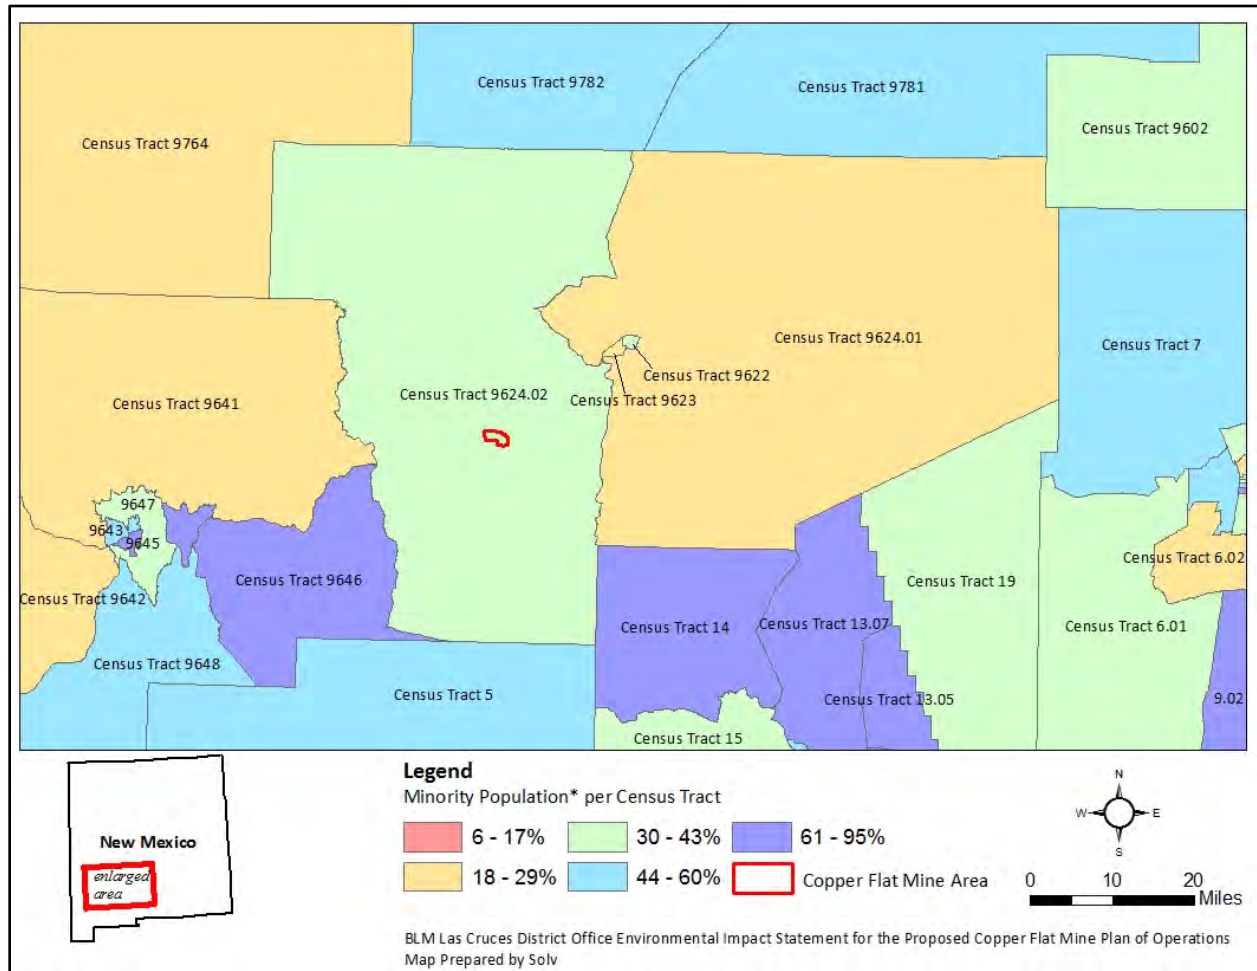 Census Tract 9782
Census Tract 9781
Census Tract 9602
Census Tract 9764
Census Tract 9624.01
Census Tract 7
Census Tract 9622
Census Tract 9624.02
Census Tract 9623
Census Tract 9641
9647
9643
9645
Census Tract 9646
Census Tract 6.02
Census Tract 19
Census Tract 9642
Census Tract 14
Census Tract 13.07
Census Tract 6.01
Census Tract 9648
Census Tract 5
Census Tract 13.05
9.02
Census Tract 15
New Mexico
enlarged
area
Legend
Minority Population* per Census Tract
6 - 17%
30 - 43%
61 - 95%
18 - 29%
44 - 60%
Copper Flat Mine Area
N
W
E
S
0 10 20
Miles
BLM Las Cruces District Office Environmental Impact Statement for the Proposed Copper Flat Mine Plan of Operations
Map Prepared by Solv